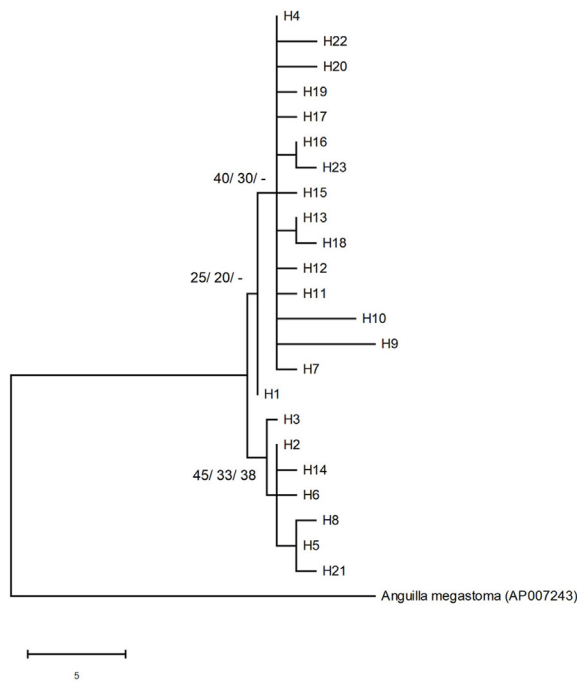 H4
H22
H20
H19
H17
H16
H23
40/ 30/ -
H15
H13
H18
H12
25/ 20/ -
H11
H10
H9
H7
H1
H3
H2
H14
45/ 33/ 38
H6
H8
H5
H21
Anguilla megastoma (AP007243)
5